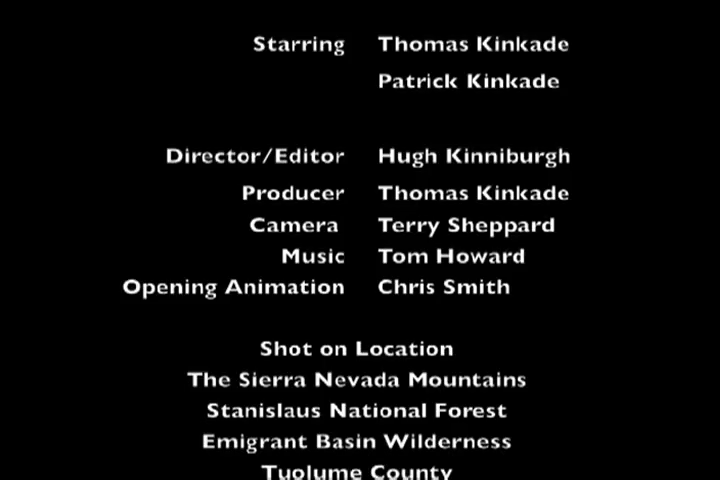 Starring Thomas Kinkade
Patrick Kinkade
Director/Editor Hugh Kinniburgh
Producer Thomas Kinkade
Camera Terry Sheppard
Music Tom Howard
Opening Animation Chris Smith
Shot on Location
The Sierra Nevada Mountains
Stanislaus National Forest
Emigrant Basin Wilderness
Tuolume County